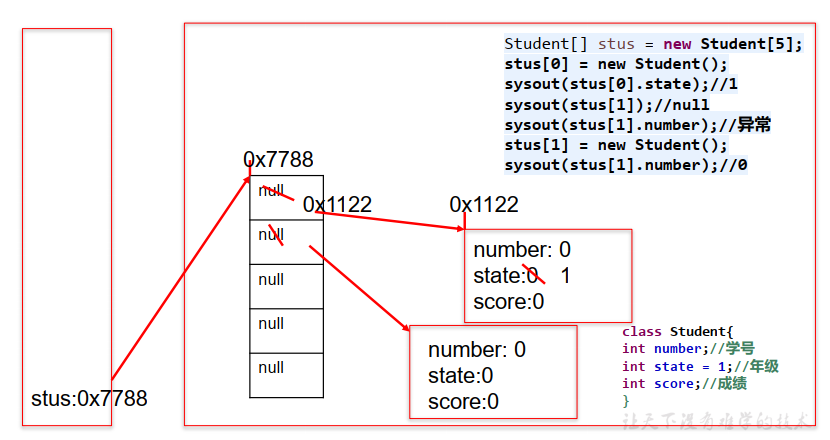 Student[] stus = new Student[5];
stus[0] = new Student();
sysout(stus[0].state);//1
sysout(stus[1]);//null
sysout(stus[1].number);//异常
stus[1] = new Student();
sysout(stus[1].number);//0
0x7788
null
0x1122
0x1122
null
number: 0
state:0 1
score:0
null
null
null
number: 0
state:0
score:0
stus:0x7788
class Student{
int number;//学号
int state = 1;//年级
int score;//成绩
}
让天下没有难学的技术